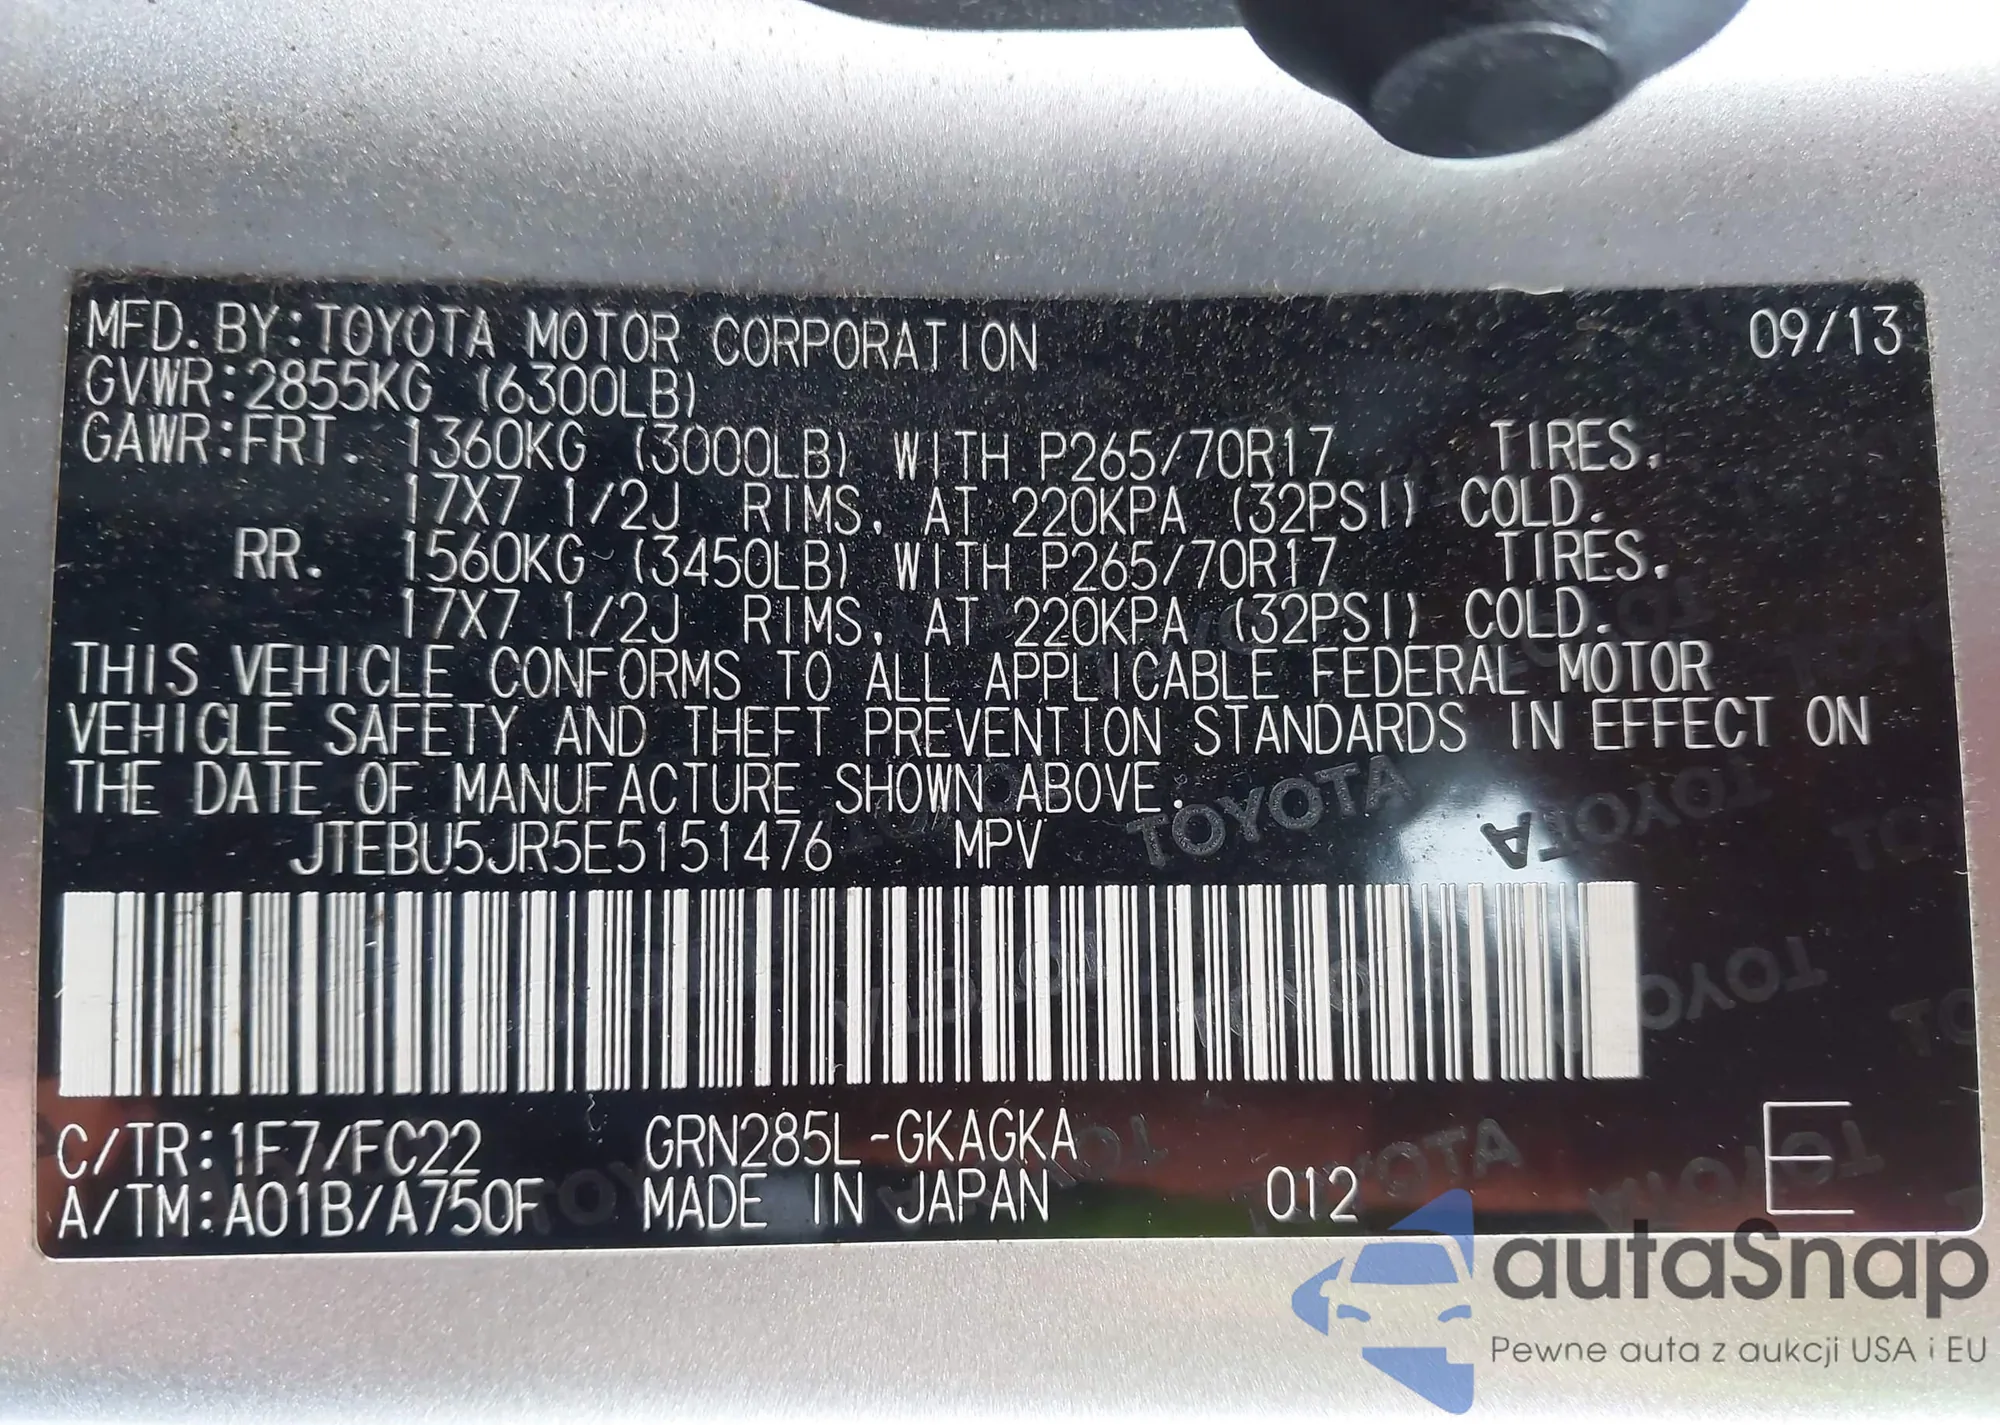 MFD. BY: TOYOTA MOTOR CORPORATION 09/13
GVWR: 2855KG (6300LB)
GAWR: FRT. 1360KG (3000LB) WITH P265/70R17 TIRES.
17X7 1/2J RIMS, AT 220KPA (32PSI) COLD.
RR. 1560KG (3450LB) WITH P265/70R17 TIRES.
17X7 1/2J RIMS, AT 220KPA (32PSI) COLD.
THIS VEHICLE CONFORMS TO ALL APPLICABLE FEDERAL MOTOR
VEHICLE SAFETY AND THEFT PREVENTION STANDARDS IN EFFECT ON
THE DATE OF MANUFACTURE SHOWN ABOVE.
JTEBU5JR5E5151476 MPV
TOYOTA TOYOTA
C/TR: 1F7/FC22 GRN285L-GKAGKA
A/TM: A01B/A750F MADE IN JAPAN 012 E
autaSnap
Pewne auta z aukcji USA i EU